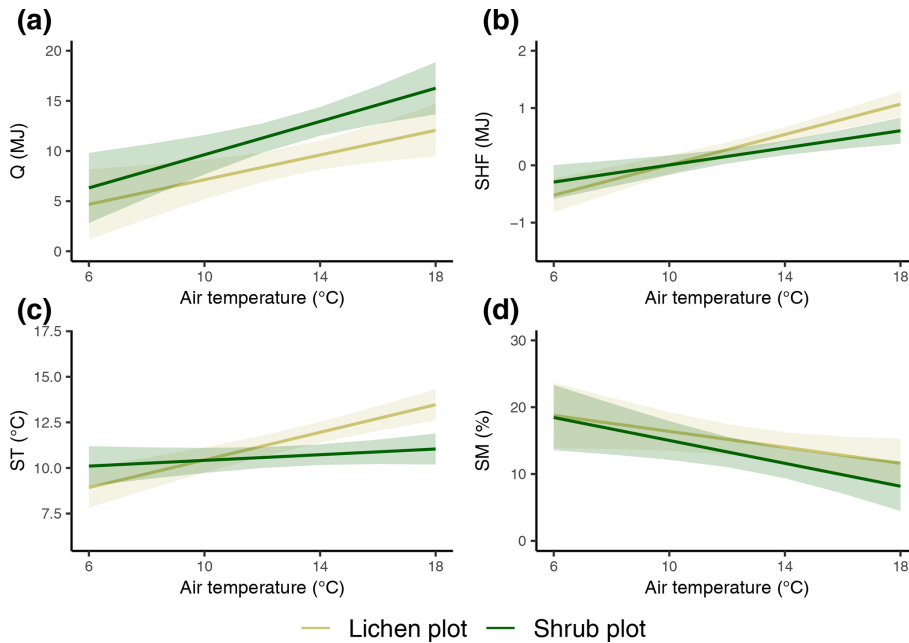 (a)
20
15
10
5
0
Q (MJ)
6 10 14 18
Air temperature (°C)
(b)
2
1
0
−1
SHF (MJ)
6 10 14 18
Air temperature (°C)
(c)
17.5
15.0
12.5
10.0
7.5
ST (°C)
6 10 14 18
Air temperature (°C)
(d)
30
20
10
0
SM (%)
6 10 14 18
Air temperature (°C)
Lichen plot Shrub plot